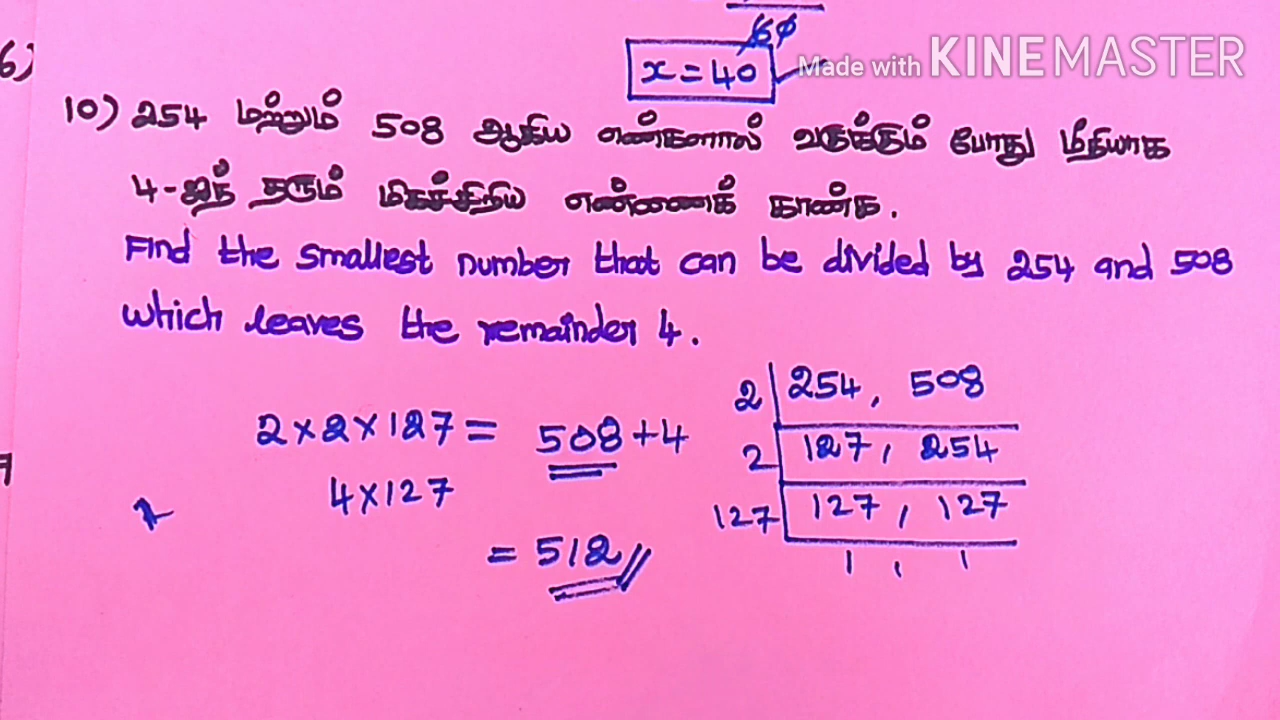 6)
x = 40
Made with KINEMASTER
10) 254 மற்றும் 508 ஆகிய எண்களால் வகுக்கும் போது மீதியாக
4-ஐத் தரும் மிகச்சிறிய எண்ணைக் காண்க.
Find the smallest number that can be divided by 254 and 508
which leaves the remainder 4.
2 × 2 × 127 = 508 + 4
4 × 127
= 512 //
2 | 254, 508
2 | 127, 254
127 | 127, 127
1, 1